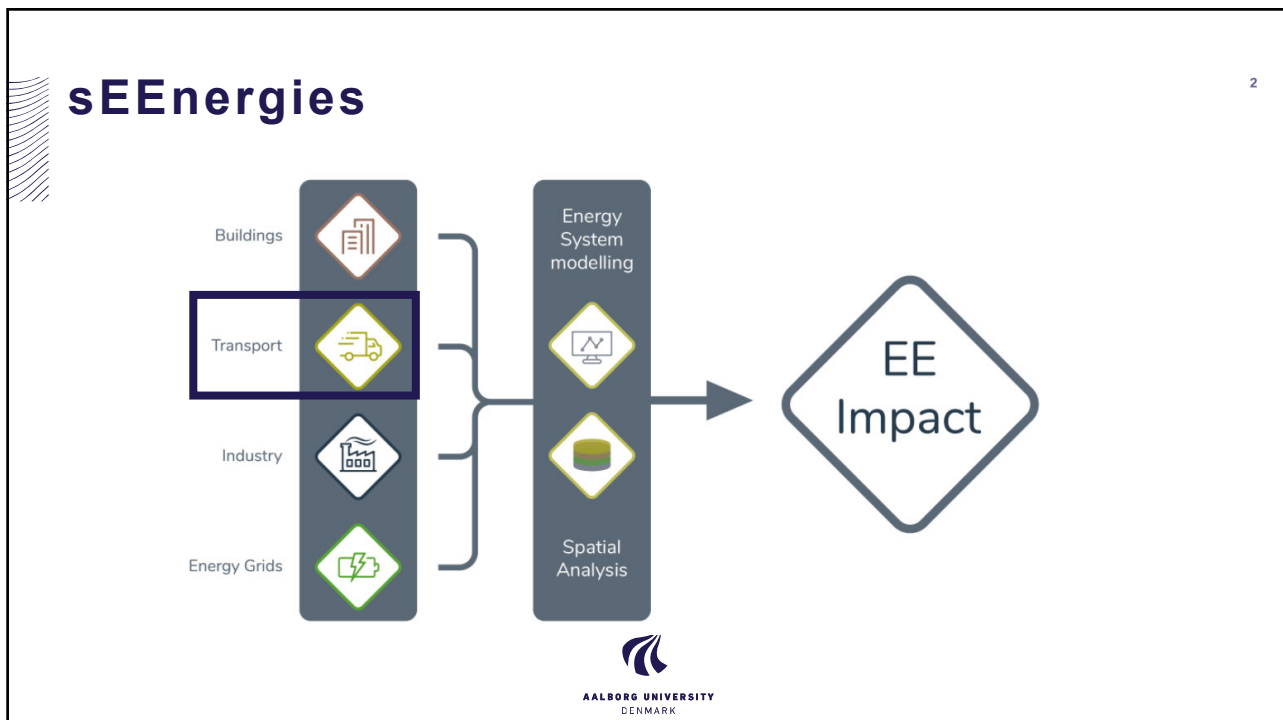 sEEnergies
2
Buildings
Transport
Industry
Energy Grids
Energy
System
modelling
Spatial
Analysis
EE
Impact
AALBORG UNIVERSITY
DENMARK